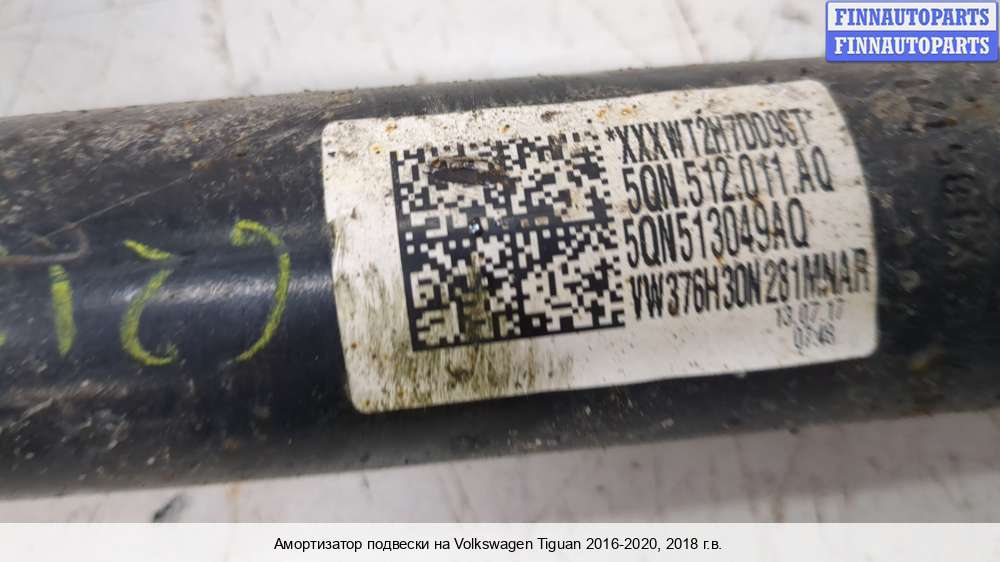 FINNAUTOPARTS
FINNAUTOPARTS
*XXXWT2H7DD9ST*
5QN.512.011.AQ
5QN513049AQ
VW376H30N281MNAR
13.07.17
07:46
Амортизатор подвески на Volkswagen Tiguan 2016-2020, 2018 г.в.